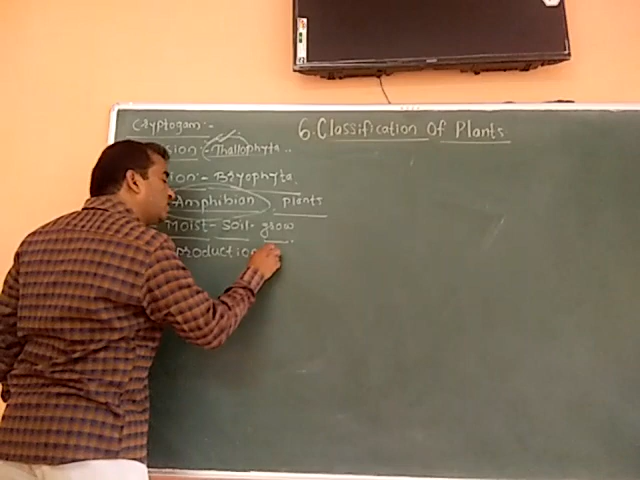 6. Classification Of Plants.
Cryptogam:-
sion:- Thallophyta ..
ion:- Bryophyta.
Amphibian plants
Moist- Soil- grow
production